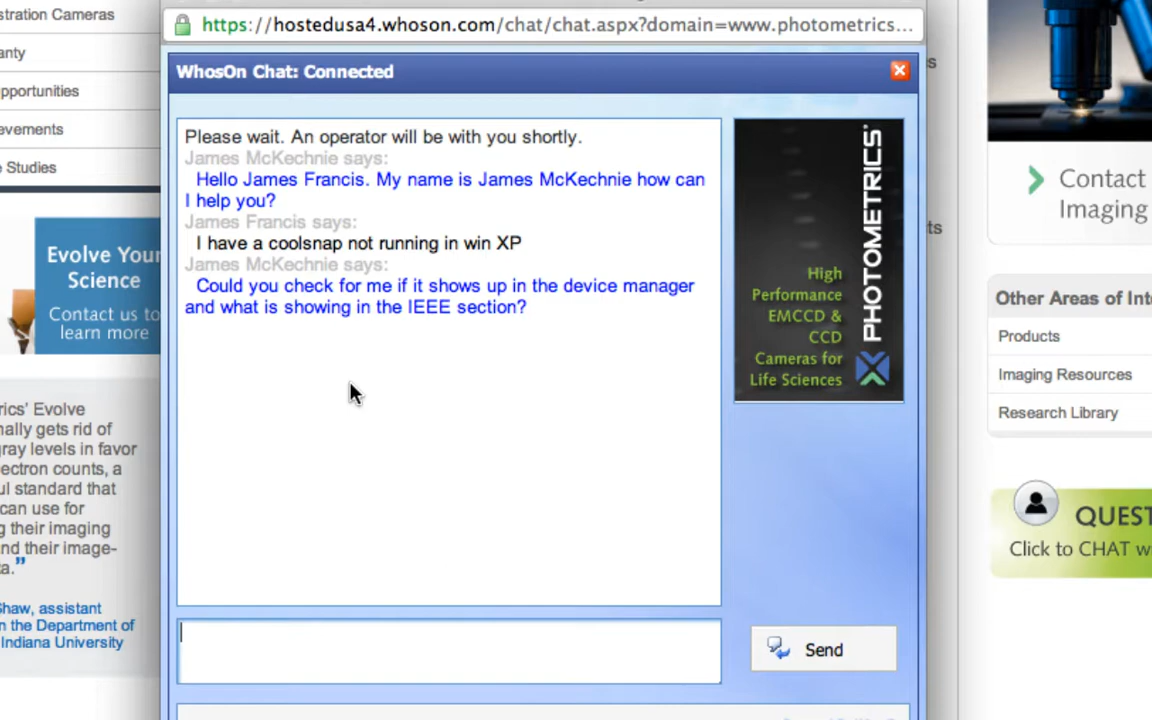 stration Cameras
anty
pportunities
evements
e Studies
Evolve Your
Science
Contact us to
learn more
rics' Evolve
nally gets rid of
gray levels in favor
ectron counts, a
ul standard that
can use for
g their imaging
nd their image-
ta.”
Shaw, assistant
n the Department of
Indiana University
https://hostedusa4.whoson.com/chat/chat.aspx?domain=www.photometrics...
WhosOn Chat: Connected
Please wait. An operator will be with you shortly.
James McKechnie says:
Hello James Francis. My name is James McKechnie how can
I help you?
James Francis says:
I have a coolsnap not running in win XP
James McKechnie says:
Could you check for me if it shows up in the device manager
and what is showing in the IEEE section?
High
Performance
EMCCD &
CCD
Cameras for
Life Sciences
PHOTOMETRICS
Send
s
ts
Contact
Imaging
Other Areas of Inte
Products
Imaging Resources
Research Library
QUEST
Click to CHAT w